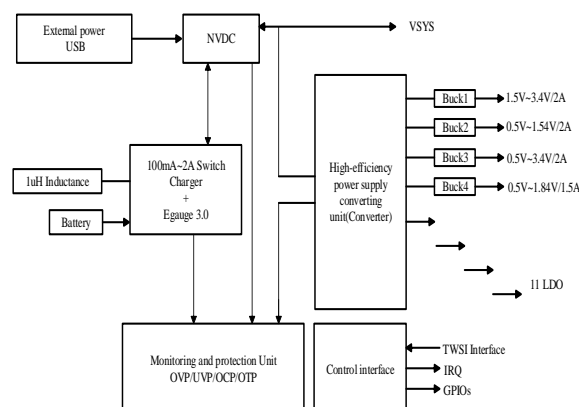 External power
USB
NVDC
VSYS
Buck1
1.5V~3.4V/2A
Buck2
0.5V~1.54V/2A
Buck3
0.5V~3.4V/2A
Buck4
0.5V~1.84V/1.5A
100mA~2A Switch
Charger
+
Egauge 3.0
1uH Inductance
Battery
High-efficiency
power supply
converting
unit(Converter)
11 LDO
Monitoring and protection Unit
OVP/UVP/OCP/OTP
Control interface
TWSI Interface
IRQ
GPIOs